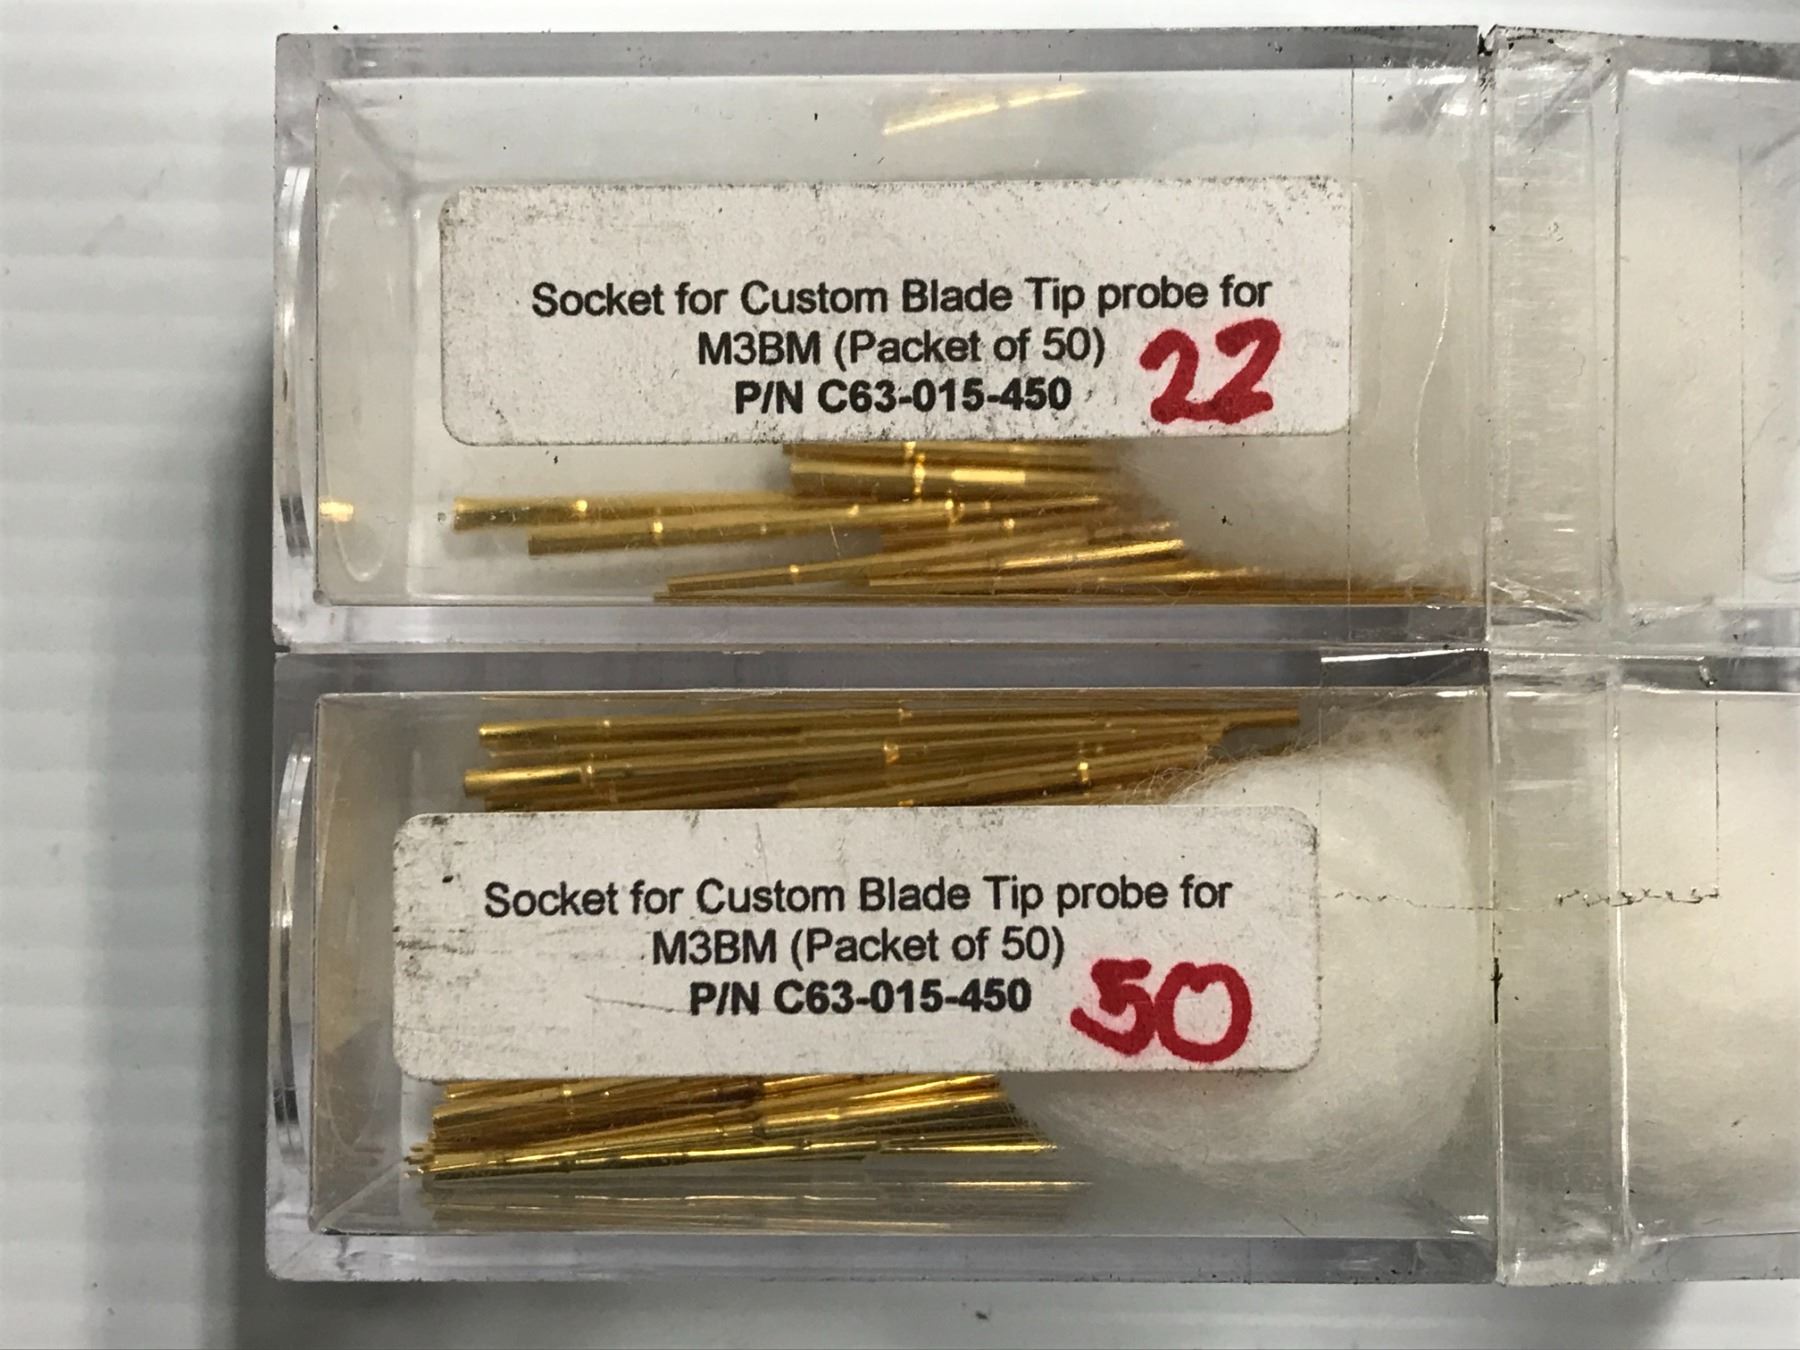 Socket for Custom Blade Tip probe for
M3BM (Packet of 50) 22
P/N C63-015-450
Socket for Custom Blade Tip probe for
M3BM (Packet of 50)
P/N C63-015-450 50